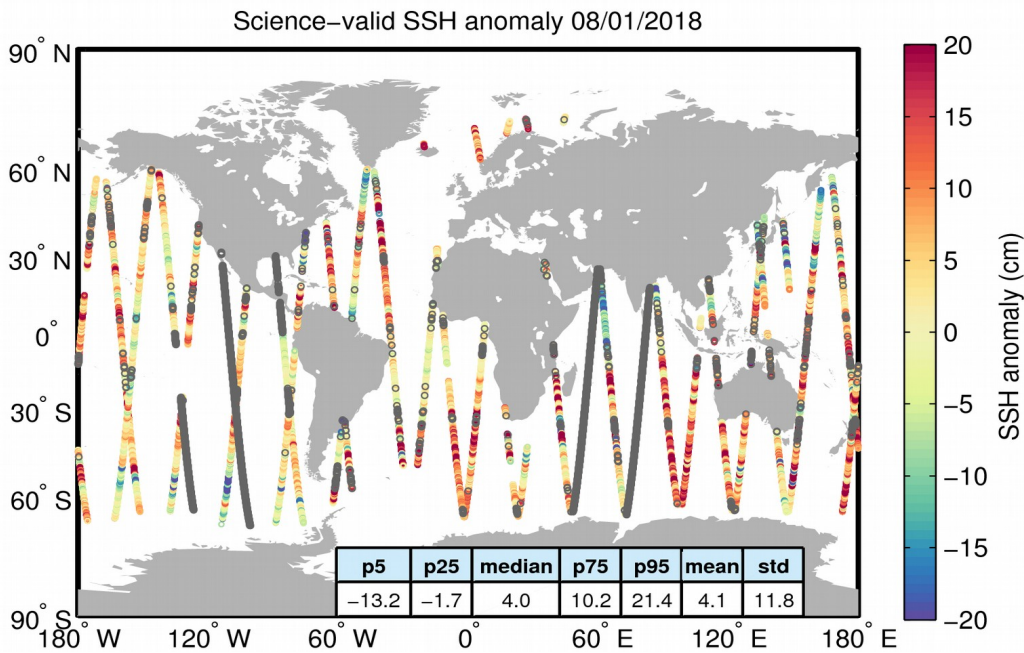 Science−valid SSH anomaly 08/01/2018
90° N
60° N
30° N
0°
30° S
60° S
90° S
180° W
120° W
60° W
0°
60° E
120° E
180° E
p5 p25 median p75 p95 mean std
−13.2 −1.7 4.0 10.2 21.4 4.1 11.8
20
15
10
5
0
−5
−10
−15
−20
SSH anomaly (cm)